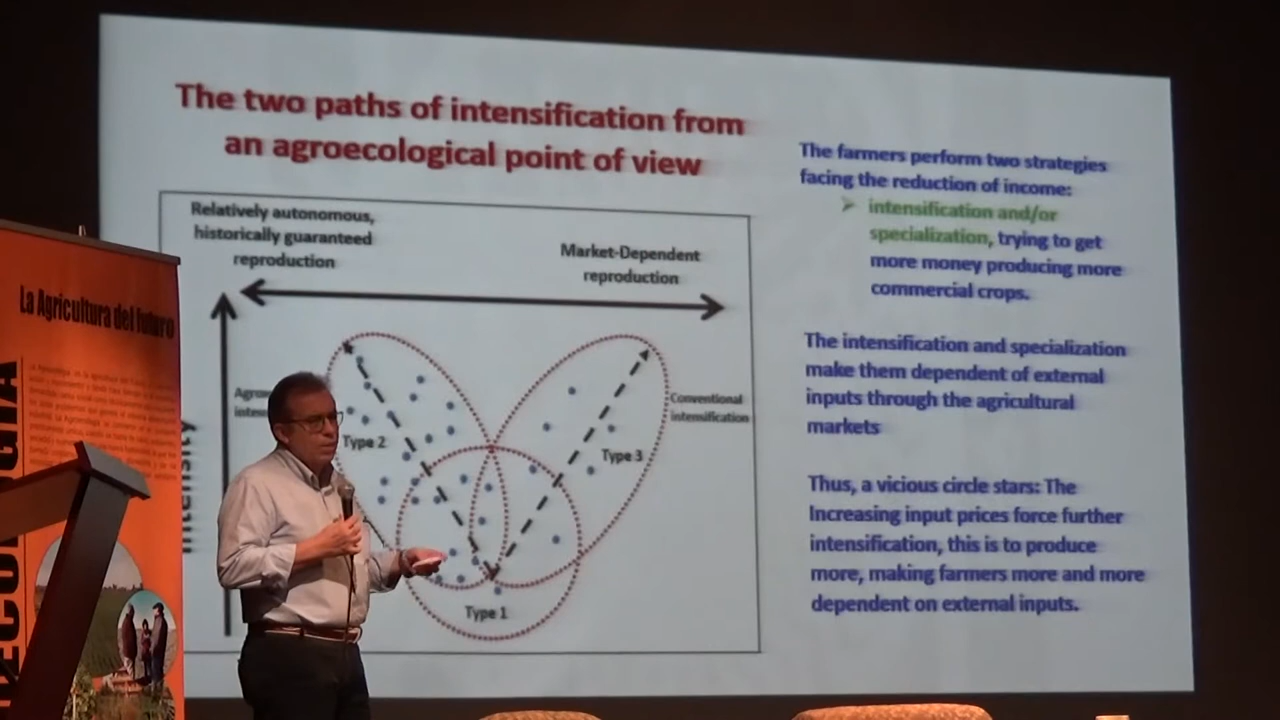 The two paths of intensification from
an agroecological point of view
Relatively autonomous,
historically guaranteed
reproduction
Market-Dependent
reproduction
Conventional
intensification
Type 2
Type 3
Type 1
Intensity
The farmers perform two strategies
facing the reduction of income:
➢ intensification and/or
specialization, trying to get
more money producing more
commercial crops.
The intensification and specialization
make them dependent of external
inputs through the agricultural
markets
Thus, a vicious circle stars: The
Increasing input prices force further
intensification, this is to produce
more, making farmers more and more
dependent on external inputs.
La Agricultura del futuro